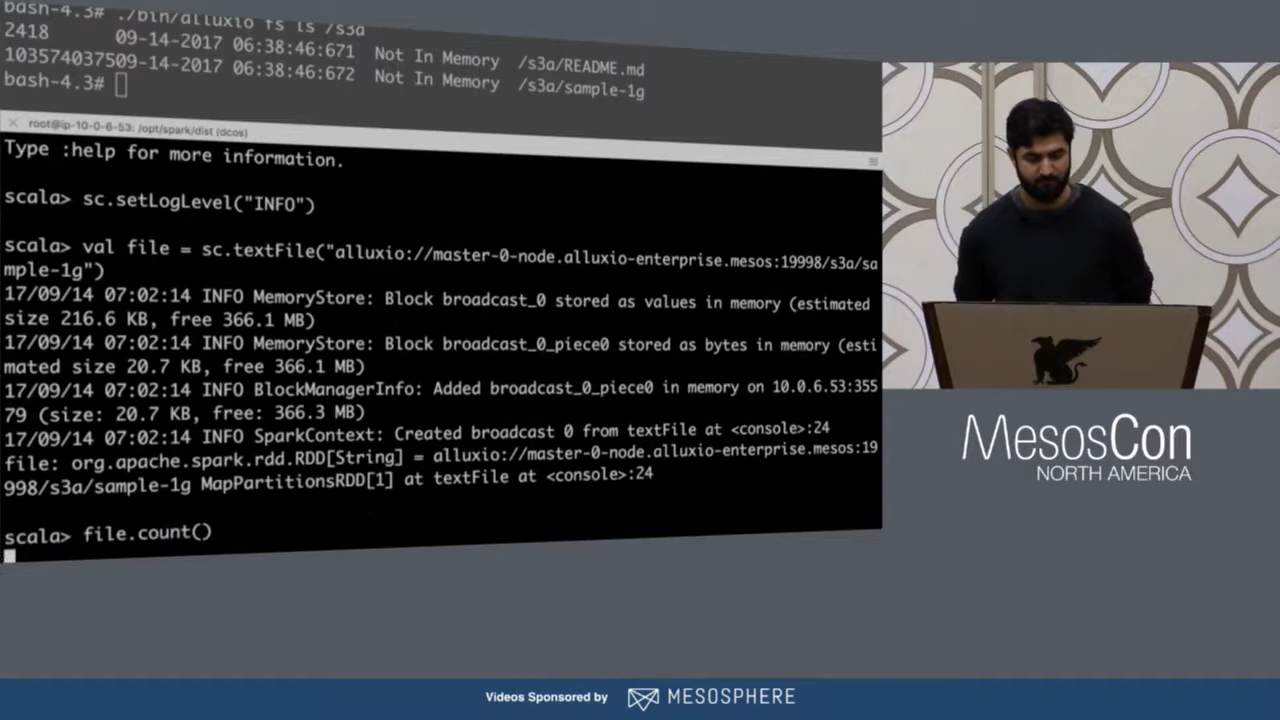 bash-4.3# ./bin/alluxio fs ls /s3a
2418 09-14-2017 06:38:46:671 Not In Memory /s3a/README.md
103574037509-14-2017 06:38:46:672 Not In Memory /s3a/sample-1g
bash-4.3#
root@ip-10-0-6-53: /opt/spark/dist (dcos)
Type :help for more information.
scala> sc.setLogLevel("INFO")
scala> val file = sc.textFile("alluxio://master-0-node.alluxio-enterprise.mesos:19998/s3a/sa
mple-1g")
17/09/14 07:02:14 INFO MemoryStore: Block broadcast_0 stored as values in memory (estimated
size 216.6 KB, free 366.1 MB)
17/09/14 07:02:14 INFO MemoryStore: Block broadcast_0_piece0 stored as bytes in memory (esti
mated size 20.7 KB, free 366.1 MB)
17/09/14 07:02:14 INFO BlockManagerInfo: Added broadcast_0_piece0 in memory on 10.0.6.53:355
79 (size: 20.7 KB, free: 366.3 MB)
17/09/14 07:02:14 INFO SparkContext: Created broadcast 0 from textFile at <console>:24
file: org.apache.spark.rdd.RDD[String] = alluxio://master-0-node.alluxio-enterprise.mesos:19
998/s3a/sample-1g MapPartitionsRDD[1] at textFile at <console>:24
scala> file.count()
MesosCon
NORTH AMERICA
Videos Sponsored by MESOSPHERE